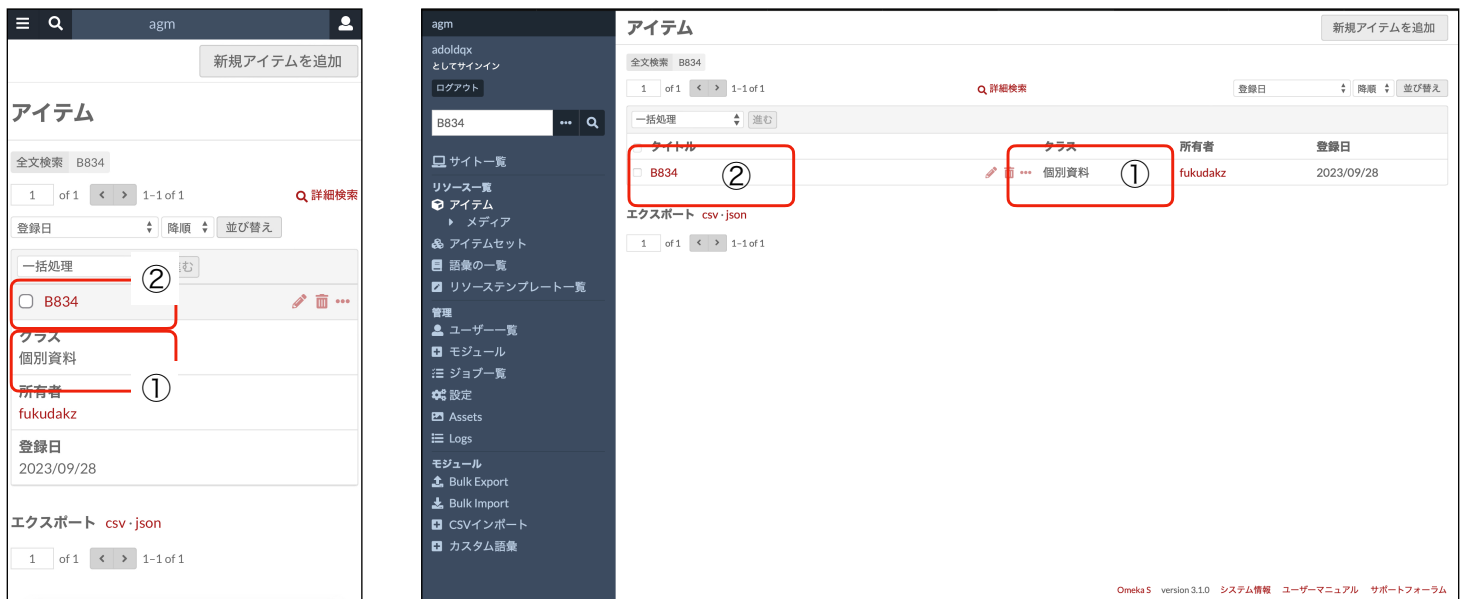 agm
新規アイテムを追加
アイテム
全文検索 B834
1 of 1 < > 1–1 of 1 詳細検索
登録日 降順 並び替え
一括処理 む
②
B834
クラス
個別資料
①
所有者
fukudakz
登録日
2023/09/28
エクスポート csv · json
1 of 1 < > 1–1 of 1
agm
adoldqx
としてサインイン
ログアウト
B834
サイト一覧
リソース一覧
アイテム
メディア
アイテムセット
語彙の一覧
リソーステンプレート一覧
管理
ユーザー一覧
モジュール
ジョブ一覧
設定
Assets
Logs
モジュール
Bulk Export
Bulk Import
CSVインポート
カスタム語彙
アイテム 新規アイテムを追加
全文検索 B834
1 of 1 < > 1–1 of 1 詳細検索 登録日 降順 並び替え
一括処理 進む
タイトル クラス 所有者 登録日
B834 ② 個別資料 ① fukudakz 2023/09/28
エクスポート csv · json
1 of 1 < > 1–1 of 1
Omeka S version 3.1.0 システム情報 ユーザーマニュアル サポートフォーラム